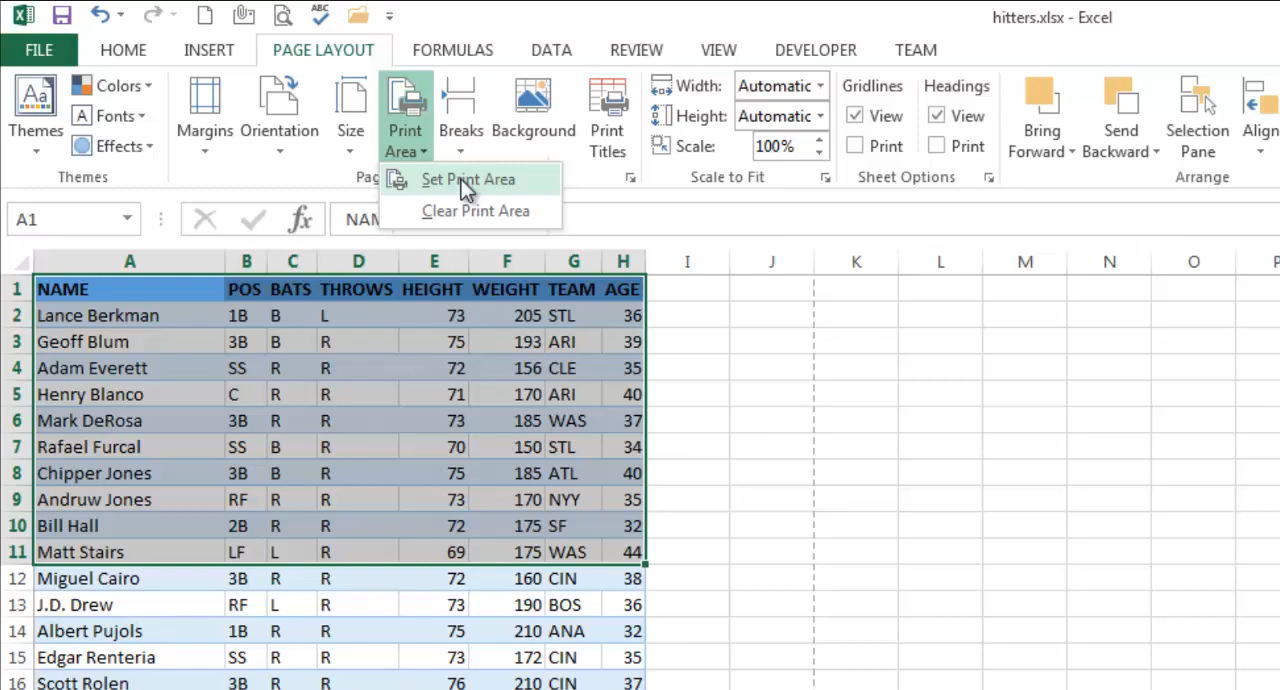 ABC
hitters.xlsx - Excel
FILE HOME INSERT PAGE LAYOUT FORMULAS DATA REVIEW VIEW DEVELOPER TEAM
Aa Colors Width: Automatic Gridlines Headings
A Fonts Height: Automatic View View
Themes Effects Margins Orientation Size Print Area Breaks Background Print Titles Scale: 100% Print Print Bring Forward Send Backward Selection Pane Align
Themes Pag Scale to Fit Sheet Options Arrange
Set Print Area
Clear Print Area
A1 fx NAM
A B C D E F G H I J K L M N O P
1 NAME POS BATS THROWS HEIGHT WEIGHT TEAM AGE
2 Lance Berkman 1B B L 73 205 STL 36
3 Geoff Blum 3B B R 75 193 ARI 39
4 Adam Everett SS R R 72 156 CLE 35
5 Henry Blanco C R R 71 170 ARI 40
6 Mark DeRosa 3B R R 73 185 WAS 37
7 Rafael Furcal SS B R 70 150 STL 34
8 Chipper Jones 3B B R 75 185 ATL 40
9 Andruw Jones RF R R 73 170 NYY 35
10 Bill Hall 2B R R 72 175 SF 32
11 Matt Stairs LF L R 69 175 WAS 44
12 Miguel Cairo 3B R R 72 160 CIN 38
13 J.D. Drew RF L R 73 190 BOS 36
14 Albert Pujols 1B R R 75 210 ANA 32
15 Edgar Renteria SS R R 73 172 CIN 35
16 Scott Rolen 3B R R 76 210 CIN 37